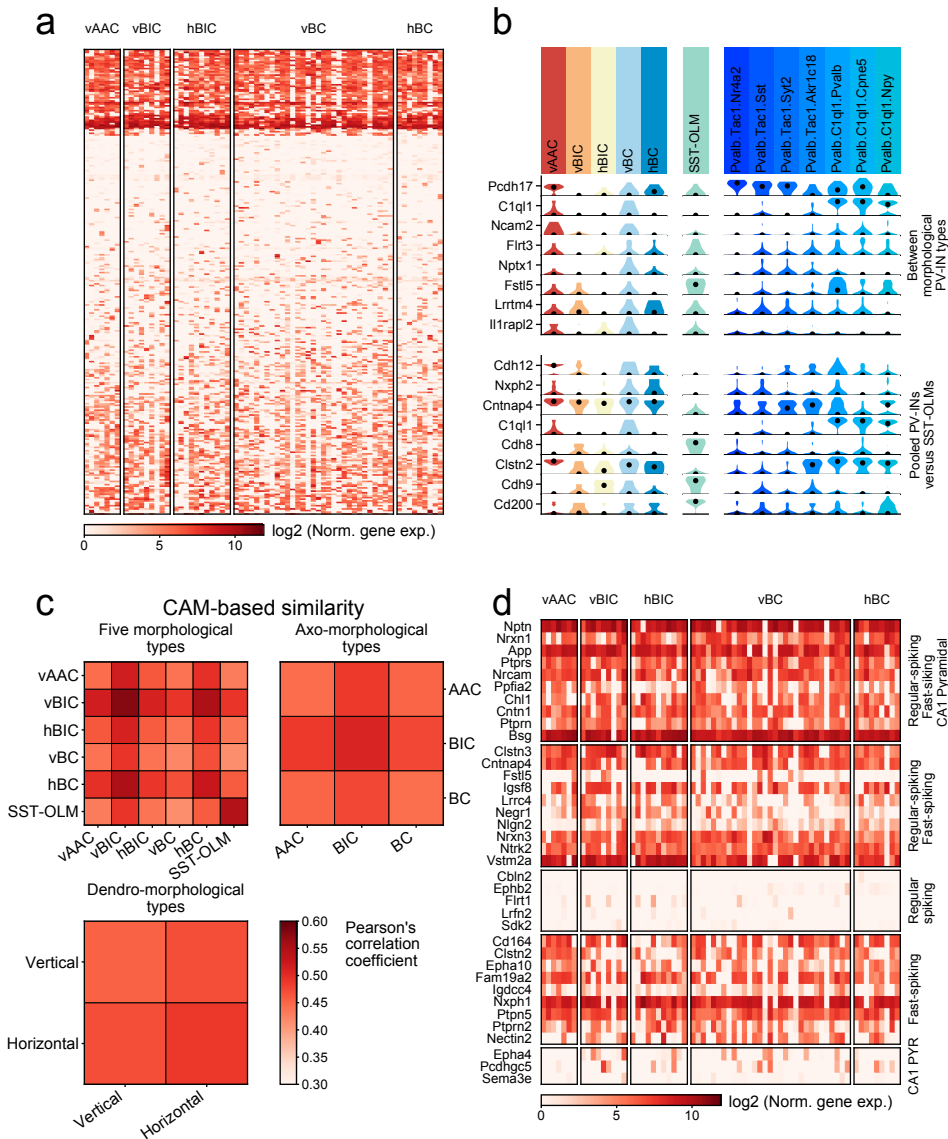 a
vAAC vBIC hBIC vBC hBC
0 5 10 log2 (Norm. gene exp.)
b
vAAC
vBIC
hBIC
vBC
hBC
SST-OLM
Pvalb.Tac1.Nr4a2
Pvalb.Tac1.Sst
Pvalb.Tac1.Syt2
Pvalb.Tac1.Akr1c18
Pvalb.C1ql1.Pvalb
Pvalb.C1ql1.Cpne5
Pvalb.C1ql1.Npy
Pcdh17
C1ql1
Ncam2
Flrt3
Nptx1
Fstl5
Lrrtm4
Il1rapl2
Between
morphological
PV-IN types
Cdh12
Nxph2
Cntnap4
C1ql1
Cdh8
Clstn2
Cdh9
Cd200
Pooled PV-INs
versus SST-OLMs
c
CAM-based similarity
Five morphological
types
vAAC
vBIC
hBIC
vBC
hBC
SST-OLM
vAAC
vBIC
hBIC
vBC
hBC
SST-OLM
Axo-morphological
types
AAC
BIC
BC
AAC
BIC
BC
Dendro-morphological
types
Vertical
Horizontal
Vertical
Horizontal
0.60
0.55
0.50
0.45
0.40
0.35
0.30
Pearson's
correlation
coefficient
d
vAAC vBIC hBIC vBC hBC
Nptn
Nrxn1
App
Ptprs
Nrcam
Ppfia2
Chl1
Cntn1
Ptprn
Bsg
Regular-spiking
Fast-siking
CA1 Pyramidal
Clstn3
Cntnap4
Fstl5
Igsf8
Lrrc4
Negr1
Nlgn2
Nrxn3
Ntrk2
Vstm2a
Regular-spiking
Fast-spiking
Cbln2
Ephb2
Flrt1
Lrfn2
Sdk2
Regular
spiking
Cd164
Clstn2
Epha10
Fam19a2
Igdcc4
Nxph1
Ptpn5
Ptprn2
Nectin2
Fast-spiking
Epha4
Pcdhgc5
Sema3e
CA1 PYR
0 5 10 log2 (Norm. gene exp.)